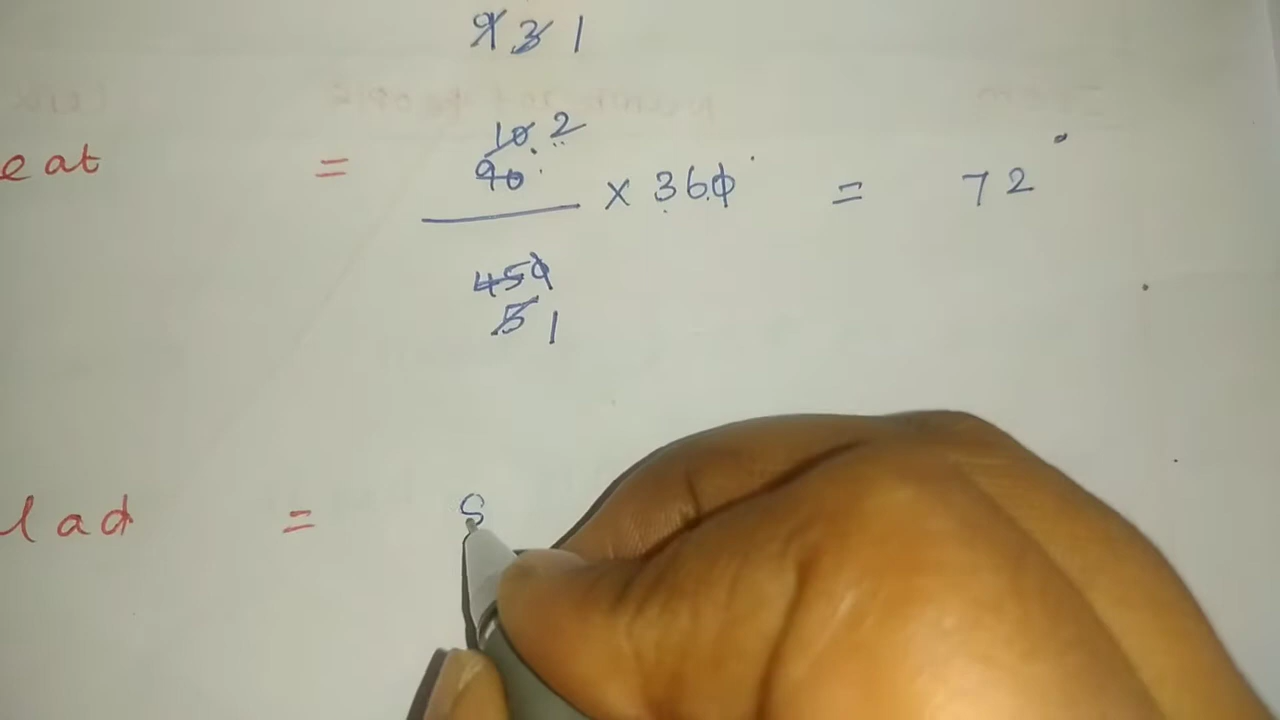 9 3 1
10 2
eat = 90 × 360° = 72°
450
5 1
lad =